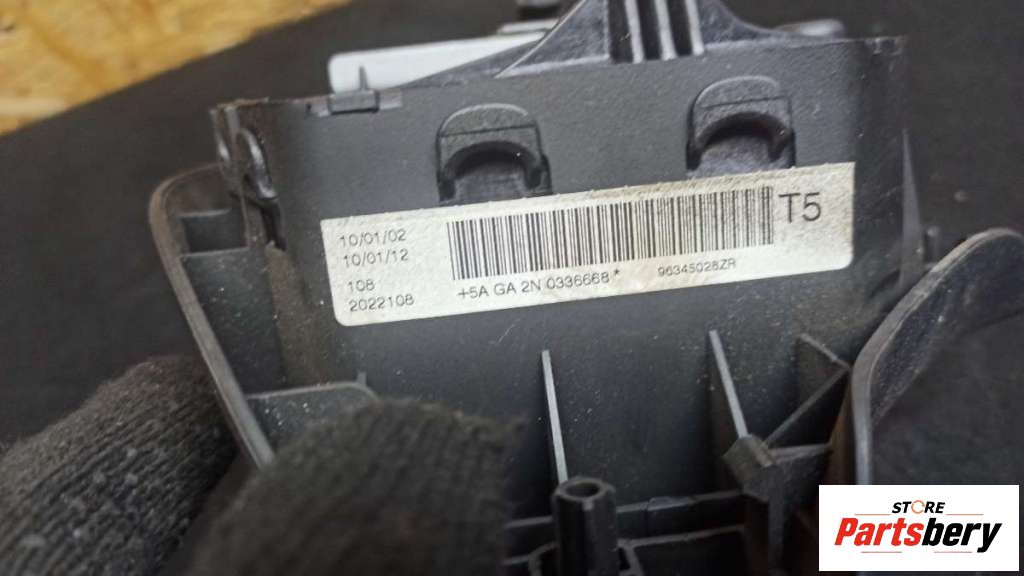 10/01/02
10/01/12
108
2022108
T5
+5A GA 2N 0336668*
96345028ZR
STORE
Partsbery